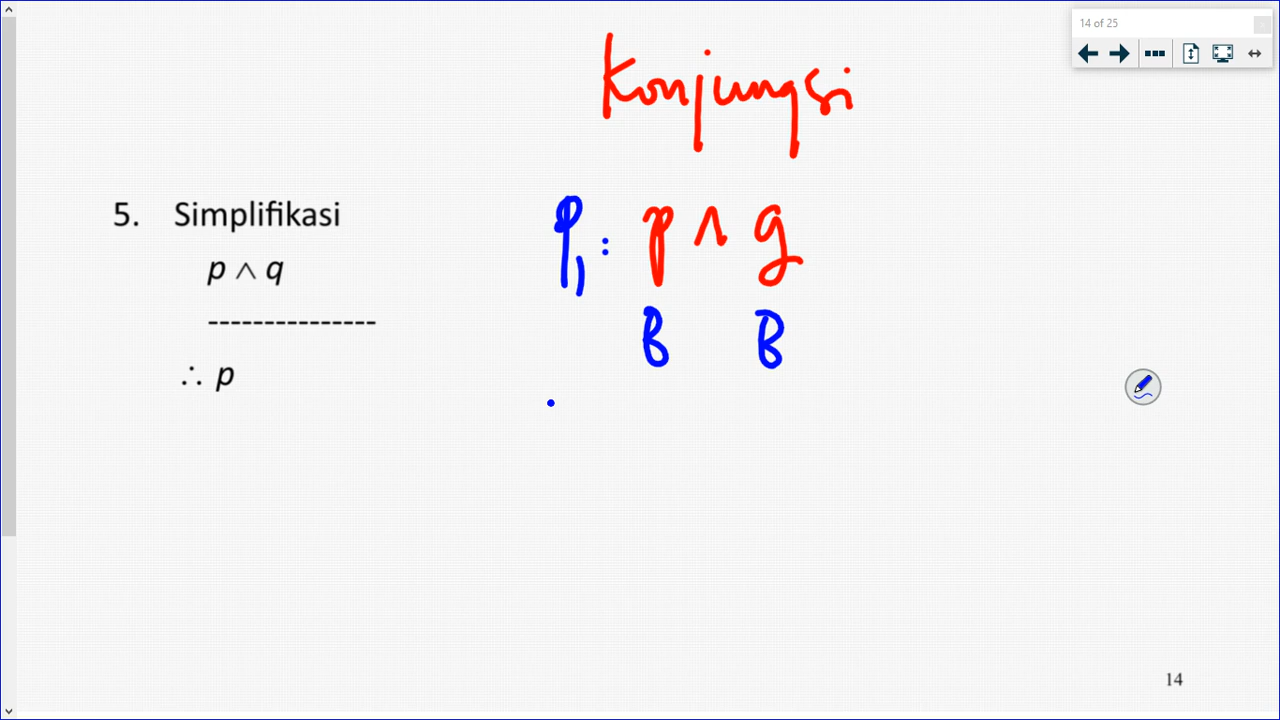 14 of 25
Konjungsi
5. Simplifikasi
p ∧ q
---------------
∴ p
P1 : p ∧ q
B B
14